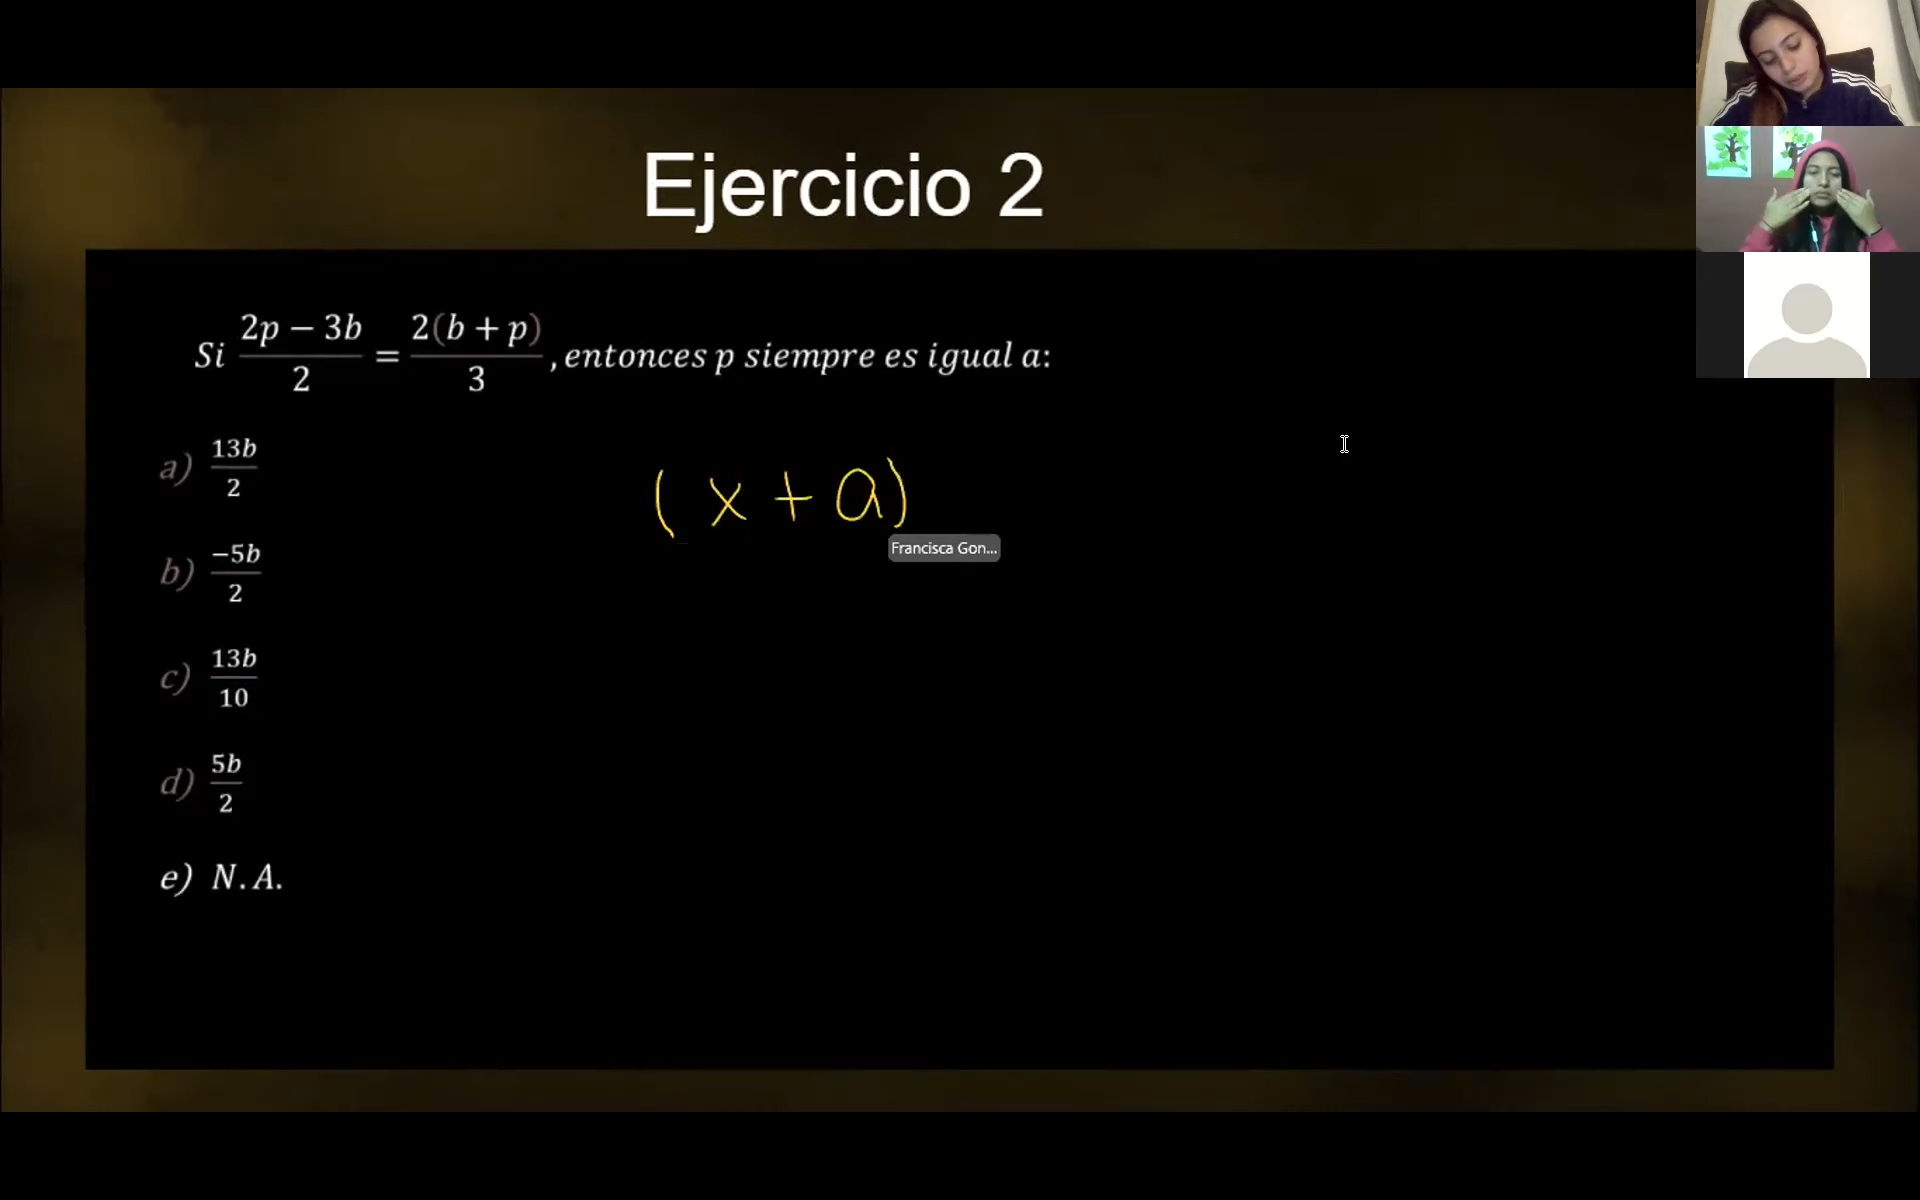 Ejercicio 2
Si (2p − 3b)/2 = 2(b + p)/3 , entonces p siempre es igual a:
a) 13b/2
(x + a)
Francisca Gon...
b) −5b/2
c) 13b/10
d) 5b/2
e) N.A.